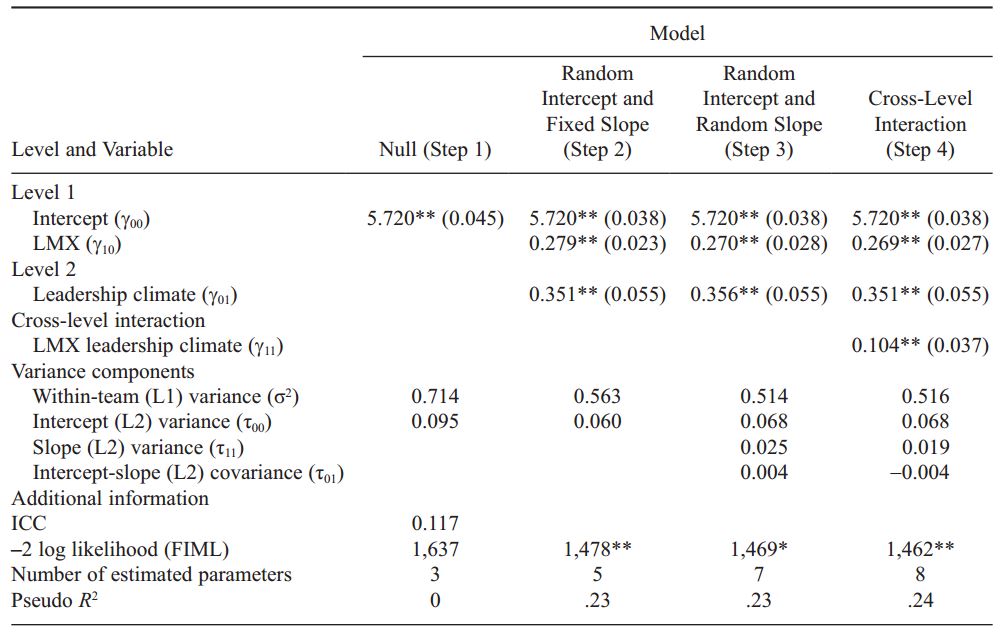 Model
Level and Variable Null (Step 1) Random Intercept and Fixed Slope (Step 2) Random Intercept and Random Slope (Step 3) Cross-Level Interaction (Step 4)
Level 1
Intercept (γ00) 5.720** (0.045) 5.720** (0.038) 5.720** (0.038) 5.720** (0.038)
LMX (γ10) 0.279** (0.023) 0.270** (0.028) 0.269** (0.027)
Level 2
Leadership climate (γ01) 0.351** (0.055) 0.356** (0.055) 0.351** (0.055)
Cross-level interaction
LMX leadership climate (γ11) 0.104** (0.037)
Variance components
Within-team (L1) variance (σ2) 0.714 0.563 0.514 0.516
Intercept (L2) variance (τ00) 0.095 0.060 0.068 0.068
Slope (L2) variance (τ11) 0.025 0.019
Intercept-slope (L2) covariance (τ01) 0.004 −0.004
Additional information
ICC 0.117
−2 log likelihood (FIML) 1,637 1,478** 1,469* 1,462**
Number of estimated parameters 3 5 7 8
Pseudo R2 0 .23 .23 .24